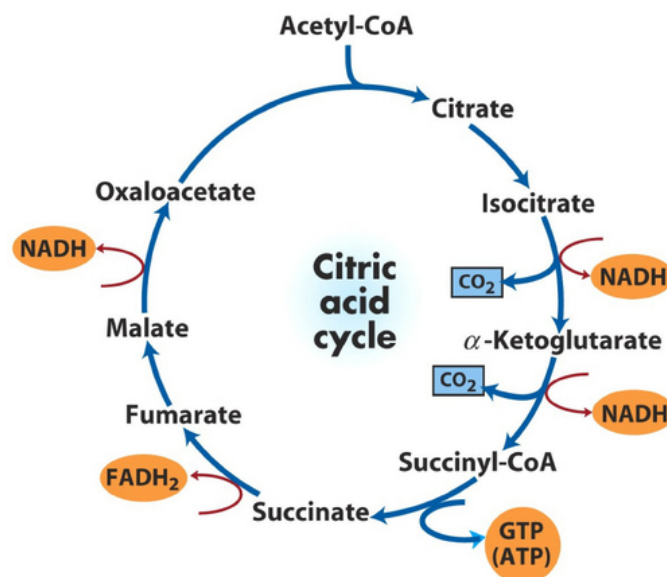 Acetyl-CoA
Citrate
Isocitrate
NADH
CO₂
α-Ketoglutarate
CO₂
NADH
Succinyl-CoA
GTP
(ATP)
Succinate
FADH₂
Fumarate
Malate
NADH
Oxaloacetate
Citric
acid
cycle